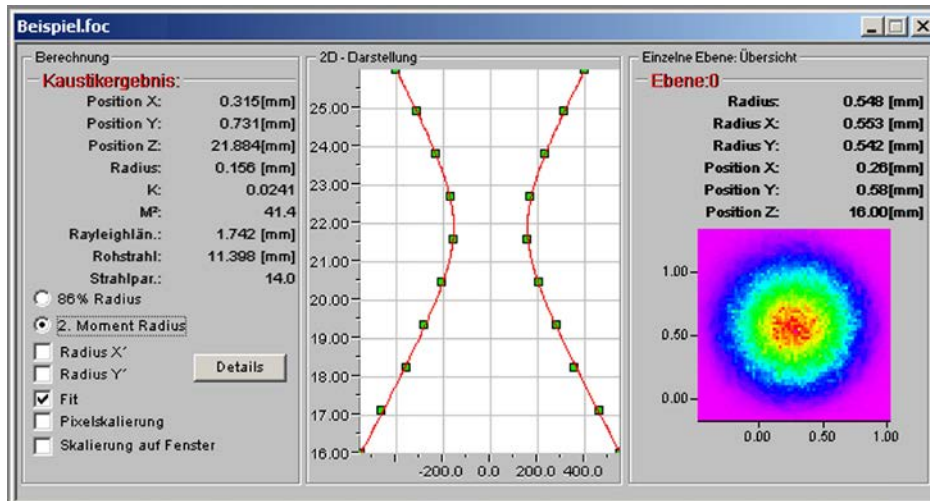 Beispiel.foc
Berechnung
Kaustikergebnis:
Position X: 0.315[mm]
Position Y: 0.731[mm]
Position Z: 21.884[mm]
Radius: 0.156 [mm]
K: 0.0241
M²: 41.4
Rayleighlän.: 1.742 [mm]
Rohstrahl: 11.398 [mm]
Strahlpar.: 14.0
86% Radius
2. Moment Radius
Radius X´
Radius Y´
Details
Fit
Pixelskalierung
Skalierung auf Fenster
2D - Darstellung
25.00
24.00
23.00
22.00
21.00
20.00
19.00
18.00
17.00
16.00
-200.0 0.0 200.0 400.0
Einzelne Ebene: Übersicht
Ebene:0
Radius: 0.548 [mm]
Radius X: 0.553 [mm]
Radius Y: 0.542 [mm]
Position X: 0.26[mm]
Position Y: 0.58[mm]
Position Z: 16.00[mm]
1.00
0.50
0.00
0.00 0.50 1.00